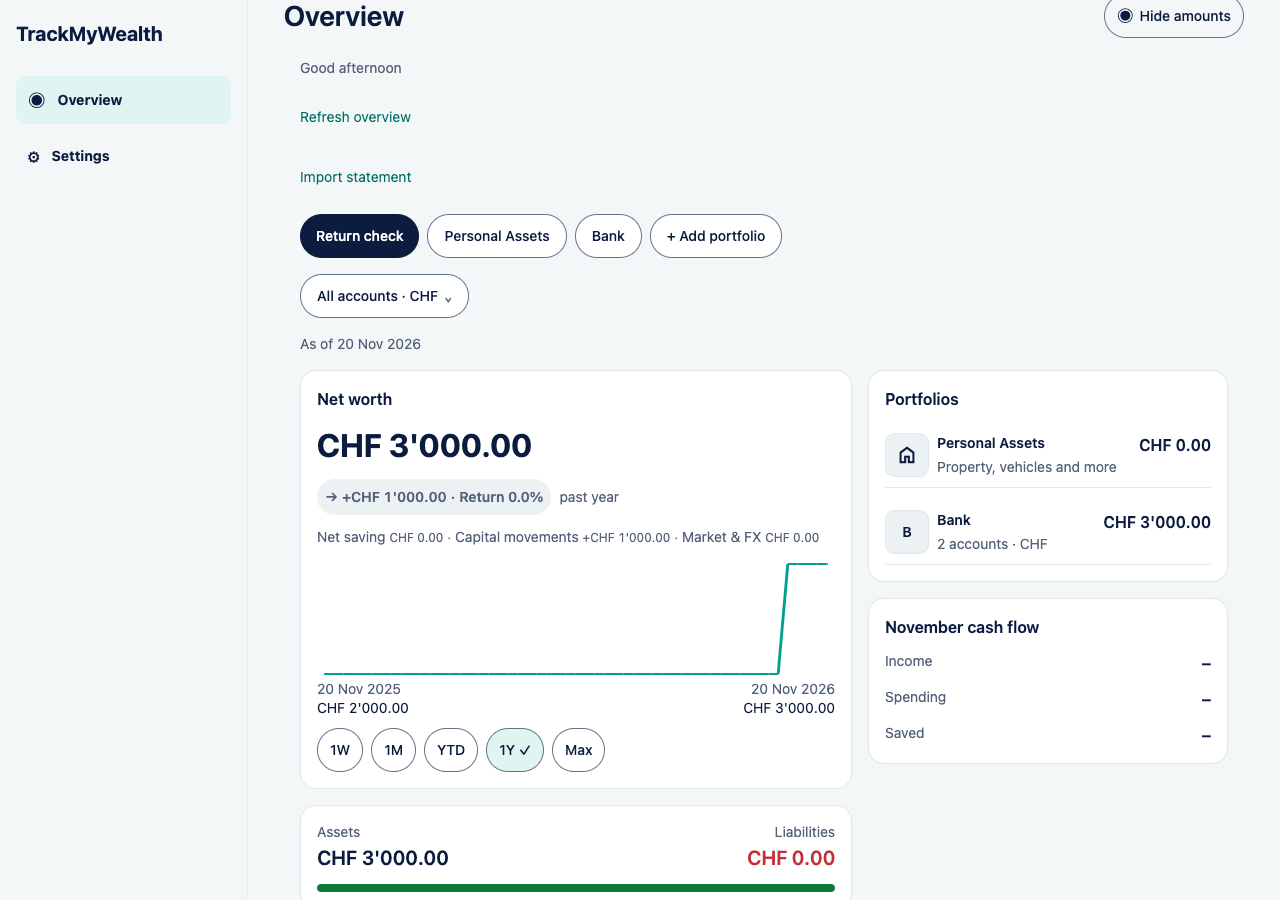 TrackMyWealth
Overview
Settings
Overview
Hide amounts
Good afternoon
Refresh overview
Import statement
Return check
Personal Assets
Bank
+ Add portfolio
All accounts · CHF
As of 20 Nov 2026
Net worth
CHF 3'000.00
→ +CHF 1'000.00 · Return 0.0% past year
Net saving CHF 0.00 · Capital movements +CHF 1'000.00 · Market & FX CHF 0.00
20 Nov 2025 20 Nov 2026
CHF 2'000.00 CHF 3'000.00
1W 1M YTD 1Y ✓ Max
Portfolios
Personal Assets CHF 0.00
Property, vehicles and more
B Bank CHF 3'000.00
2 accounts · CHF
November cash flow
Income –
Spending –
Saved –
Assets Liabilities
CHF 3'000.00 CHF 0.00